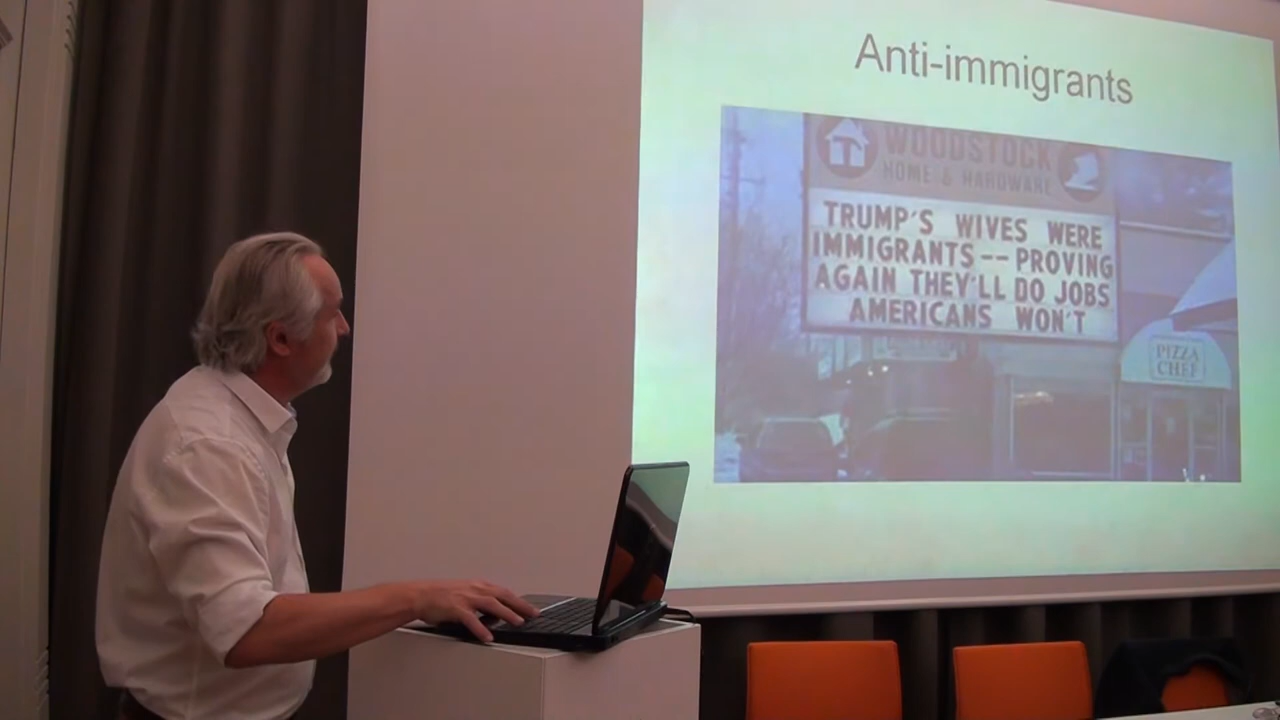 Anti-immigrants
WOODSTOCK
HOME & HARDWARE
TRUMP'S WIVES WERE
IMMIGRANTS -- PROVING
AGAIN THEY'LL DO JOBS
AMERICANS WON'T
PIZZA
CHEF